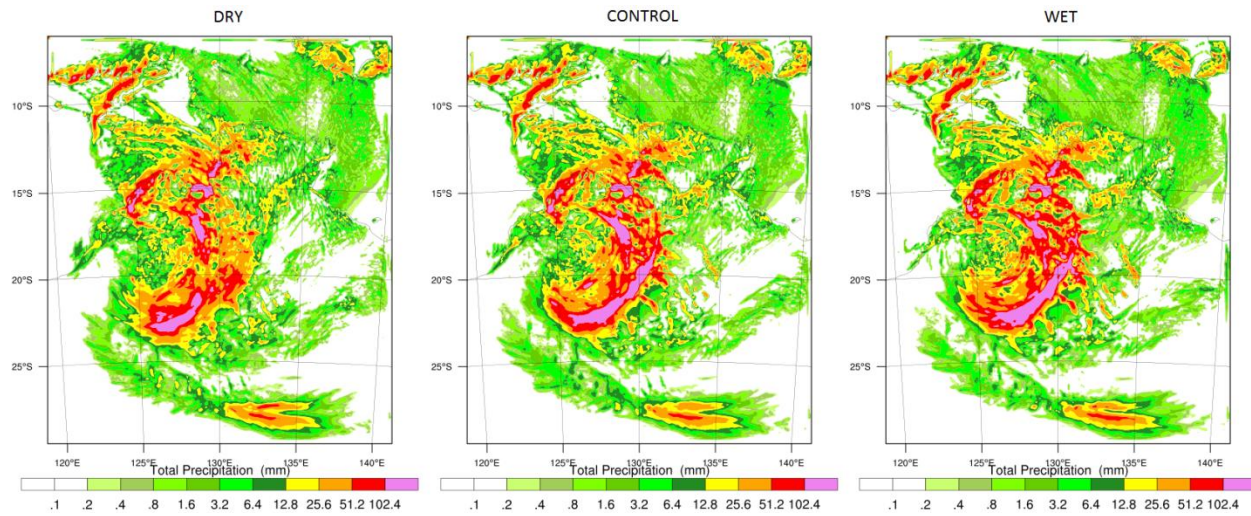 DRY
CONTROL
WET
10°S
15°S
20°S
25°S
120°E 125°E 130°E 135°E 140°E
Total Precipitation (mm)
.1 .2 .4 .8 1.6 3.2 6.4 12.8 25.6 51.2 102.4
10°S
15°S
20°S
25°S
120°E 125°E 130°E 135°E 140°E
Total Precipitation (mm)
.1 .2 .4 .8 1.6 3.2 6.4 12.8 25.6 51.2 102.4
10°S
15°S
20°S
25°S
120°E 125°E 130°E 135°E 140°E
Total Precipitation (mm)
.1 .2 .4 .8 1.6 3.2 6.4 12.8 25.6 51.2 102.4